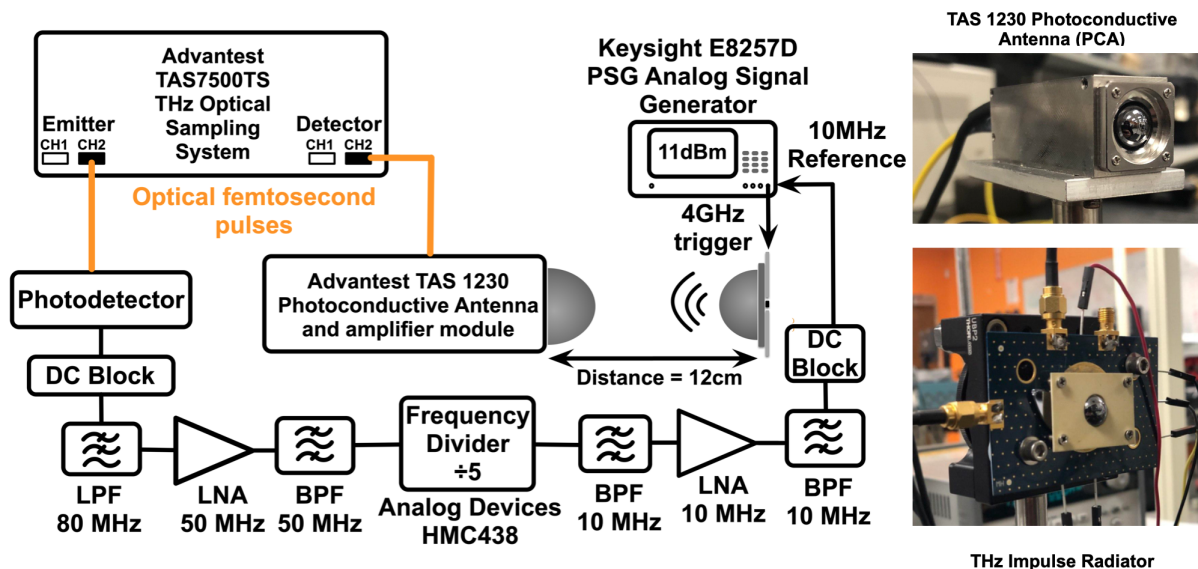 Advantest
TAS7500TS
THz Optical
Sampling
System
Emitter
CH1 CH2
Detector
CH1 CH2
Optical femtosecond
pulses
Keysight E8257D
PSG Analog Signal
Generator
11dBm
10MHz
Reference
4GHz
trigger
Photodetector
Advantest TAS 1230
Photoconductive Antenna
and amplifier module
Distance = 12cm
DC Block
DC
Block
LPF
80 MHz
LNA
50 MHz
BPF
50 MHz
Frequency
Divider
÷5
Analog Devices
HMC438
BPF
10 MHz
LNA
10 MHz
BPF
10 MHz
TAS 1230 Photoconductive
Antenna (PCA)
THz Impulse Radiator